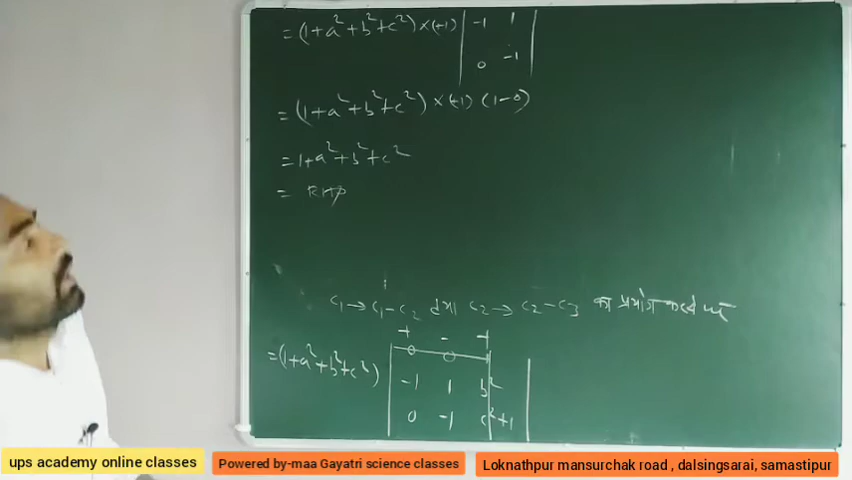 = (1+a²+b²+c²)×(+1) | -1 1 |
| 0 -1 |
= (1+a²+b²+c²)×(+1) (1-0)
= 1+a²+b²+c²
=
C₁→C₁-C₂ तथा C₂→C₂-C₃ का प्रयोग करने पर
+ - +
0 0 1
=(1+a²+b²+c²) | -1 1 b² |
0 -1 c²+1
ups academy online classes
Powered by-maa Gayatri science classes
Loknathpur mansurchak road , dalsingsarai, samastipur